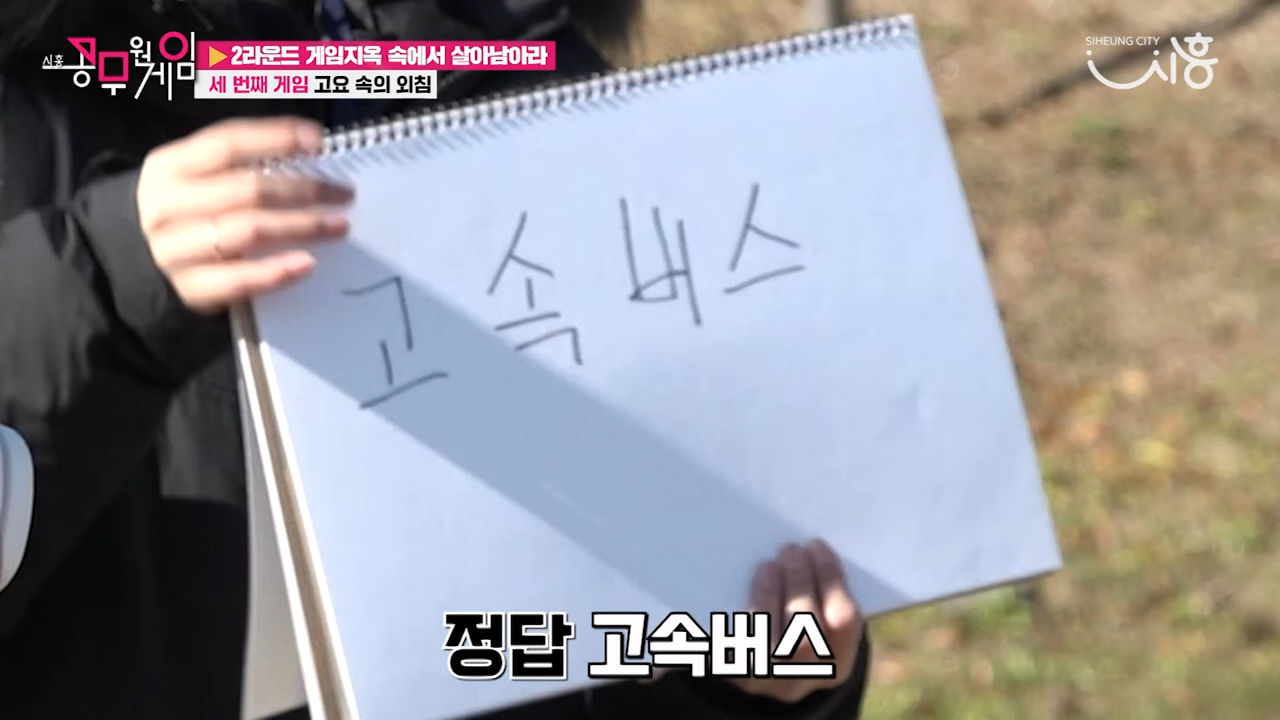 시흥 공무원게임
▶2라운드 게임지옥 속에서 살아남아라
세 번째 게임 고요 속의 외침
SIHEUNG CITY
시흥
고속버스
정답 고속버스